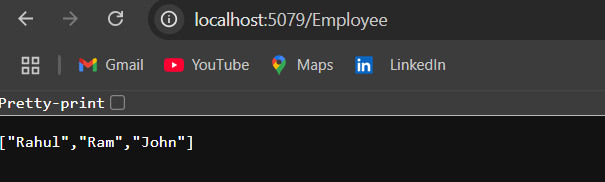 localhost:5079/Employee
Gmail YouTube Maps LinkedIn
Pretty-print
["Rahul","Ram","John"]